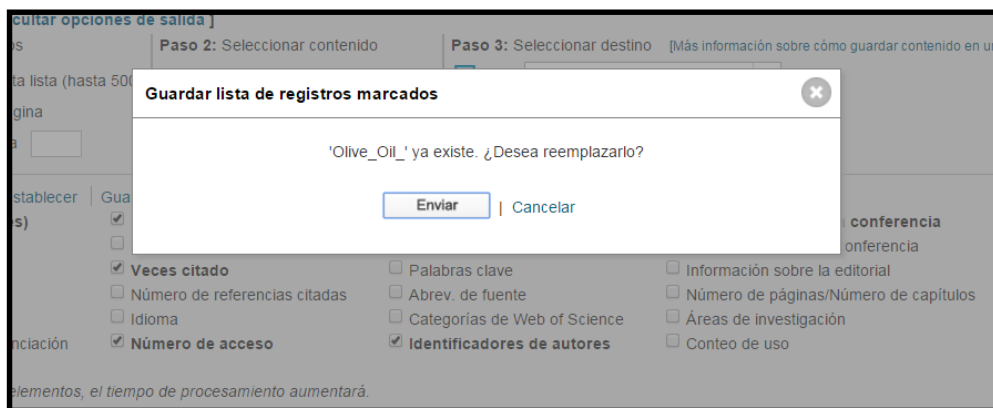 cultar opciones de salida ]
os Paso 2: Seleccionar contenido Paso 3: Seleccionar destino [Más información sobre cómo guardar contenido en
ta lista (hasta 500
gina
a
Guardar lista de registros marcados
'Olive_Oil_' ya existe. ¿Desea reemplazarlo?
Enviar | Cancelar
stablecer | Gua
s) conferencia
onferencia
Veces citado Palabras clave Información sobre la editorial
Número de referencias citadas Abrev. de fuente Número de páginas/Número de capítulos
Idioma Categorías de Web of Science Áreas de investigación
nciación Número de acceso Identificadores de autores Conteo de uso
elementos, el tiempo de procesamiento aumentará.